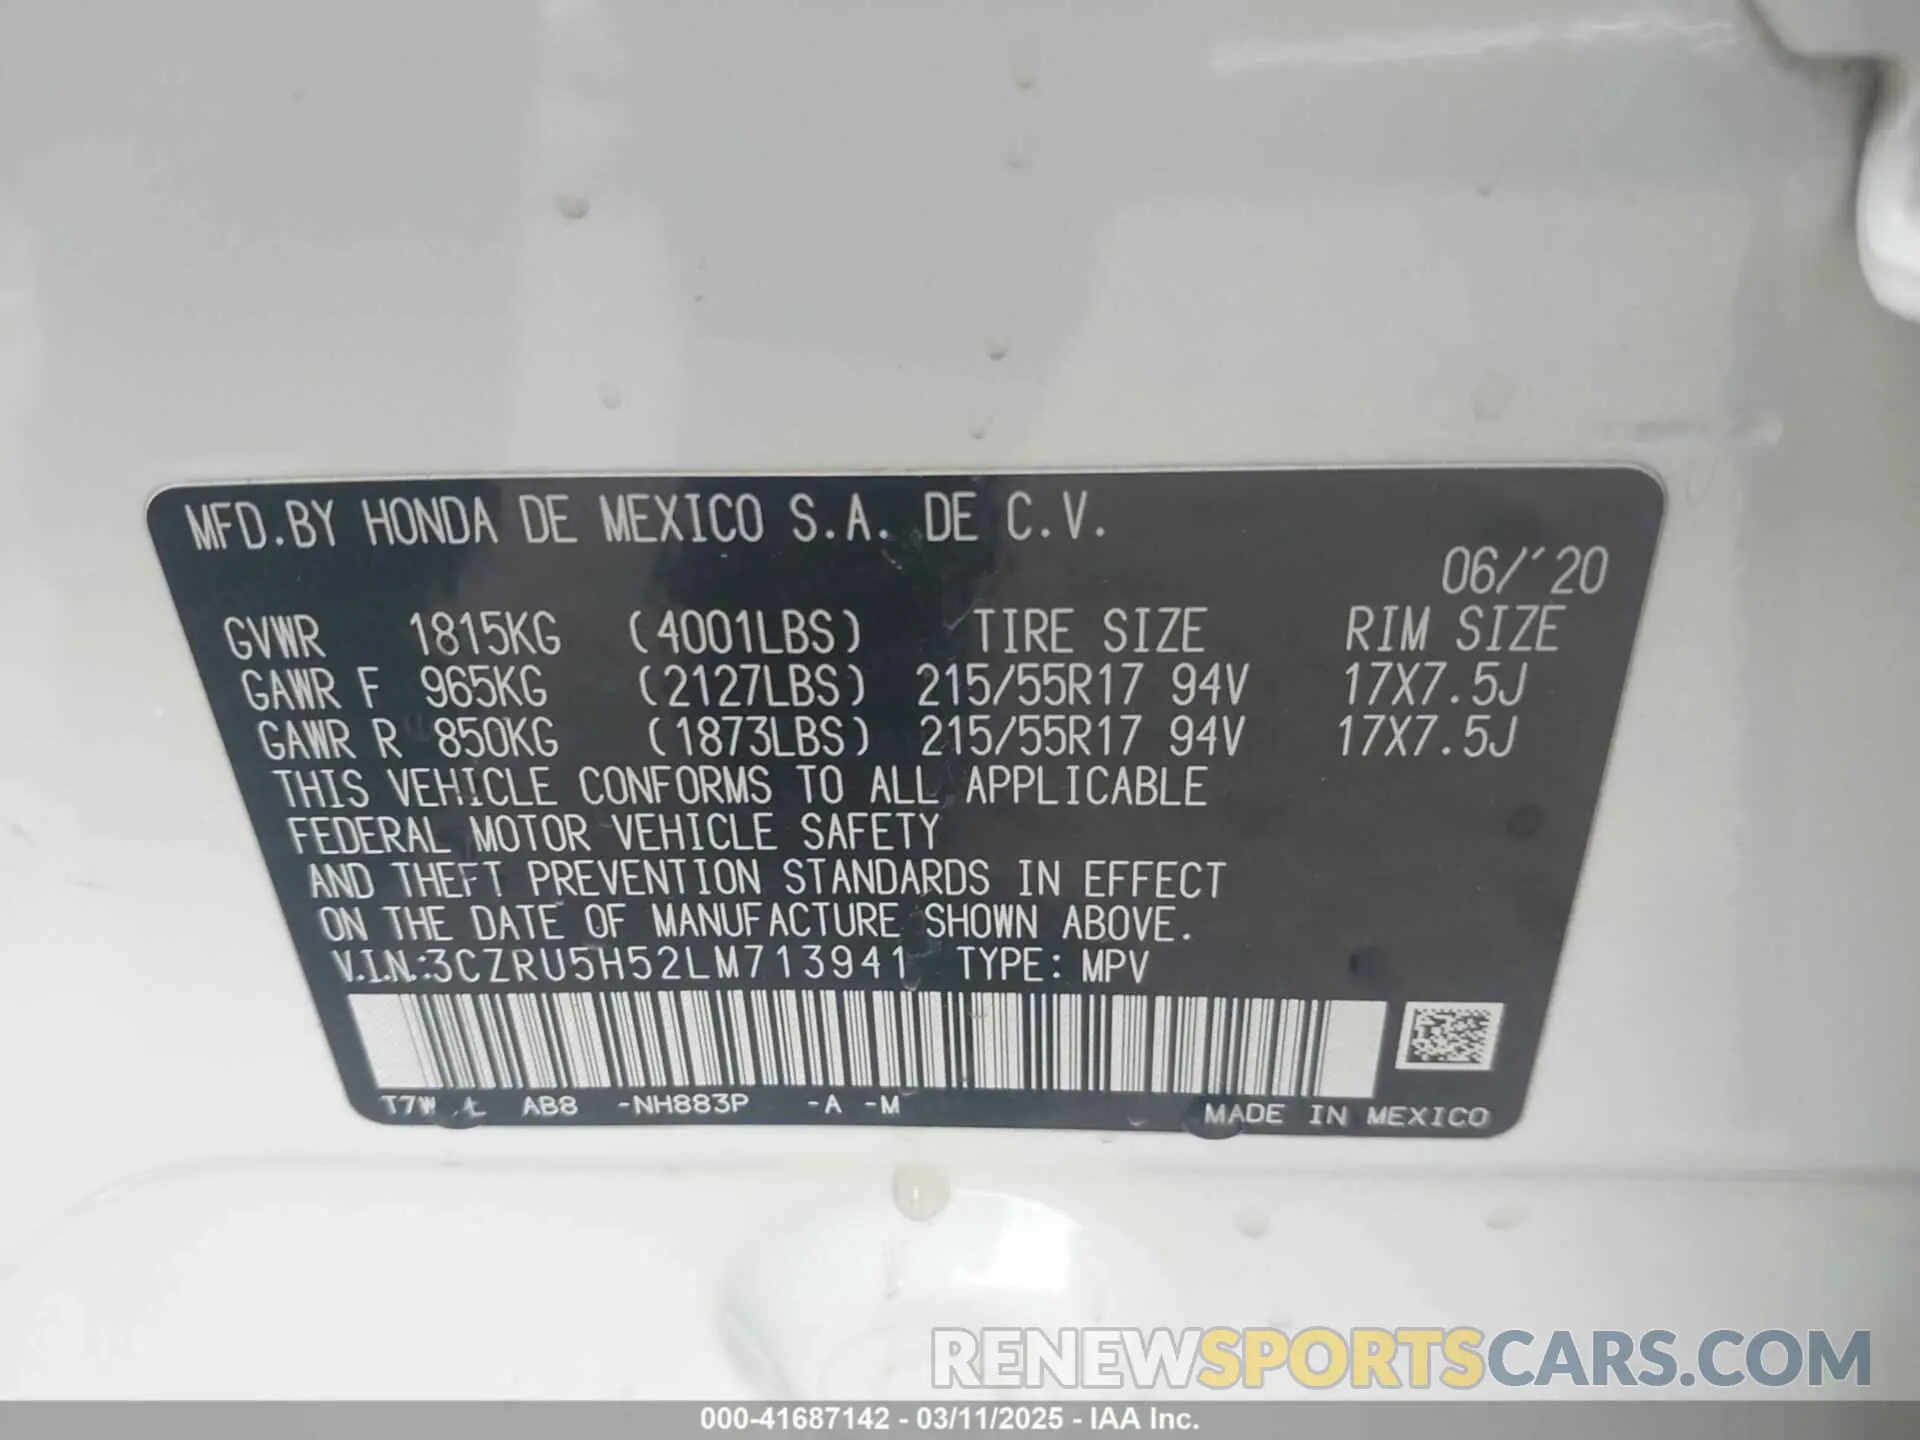 MFD.BY HONDA DE MEXICO S.A. DE C.V.
06/'20
GVWR 1815KG (4001LBS) TIRE SIZE RIM SIZE
GAWR F 965KG (2127LBS) 215/55R17 94V 17X7.5J
GAWR R 850KG (1873LBS) 215/55R17 94V 17X7.5J
THIS VEHICLE CONFORMS TO ALL APPLICABLE
FEDERAL MOTOR VEHICLE SAFETY
AND THEFT PREVENTION STANDARDS IN EFFECT
ON THE DATE OF MANUFACTURE SHOWN ABOVE.
V.I.N.:3CZRU5H52LM713941 TYPE: MPV
AB8 -NH883P -A -M
MADE IN MEXICO
RENEWSPORTSCARS.COM
000-41687142 - 03/11/2025 - IAA Inc.